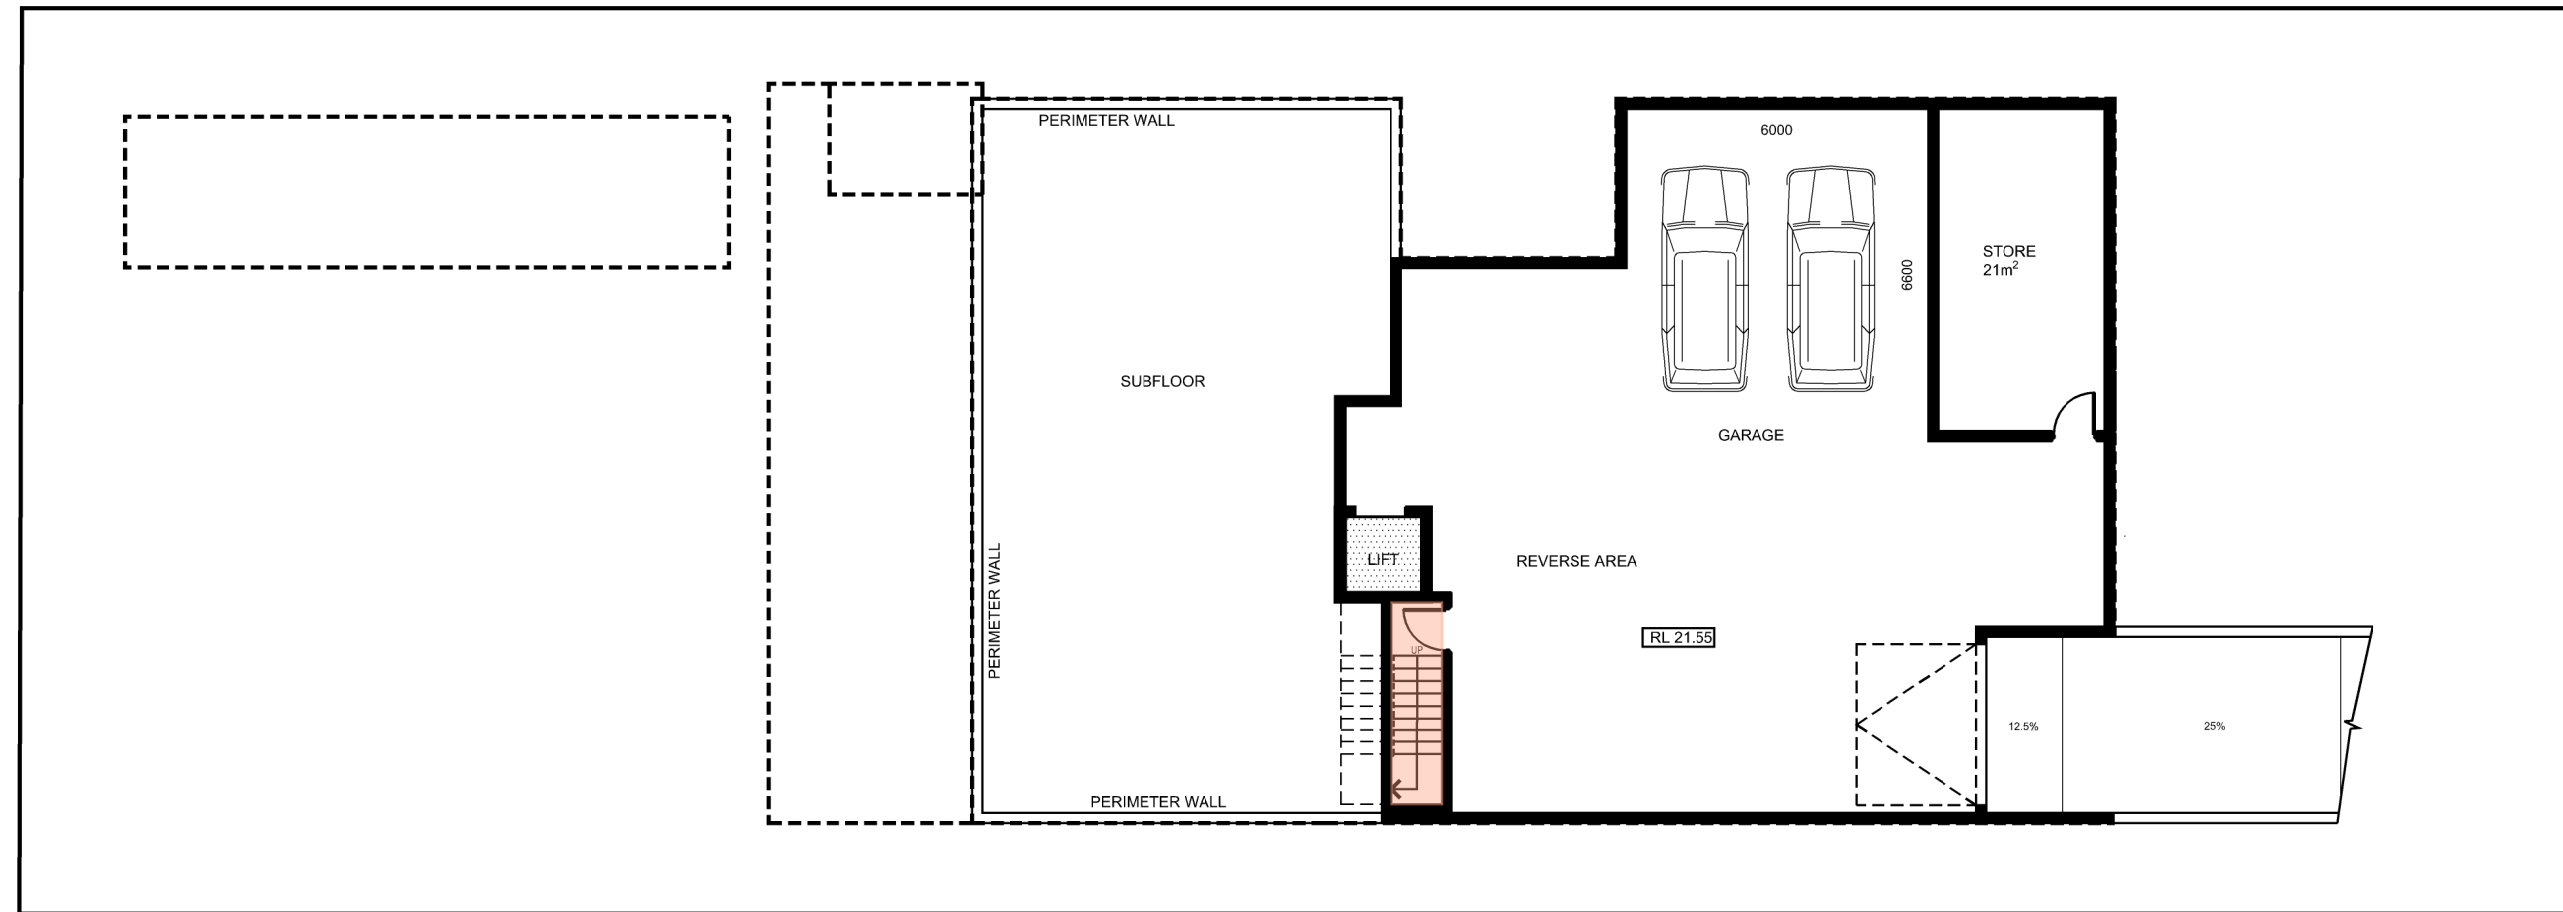 PERIMETER WALL
6000
STORE
21m²
6600
SUBFLOOR
GARAGE
PERIMETER WALL
LIFT
REVERSE AREA
RL 21.55
UP
12.5%
25%
PERIMETER WALL